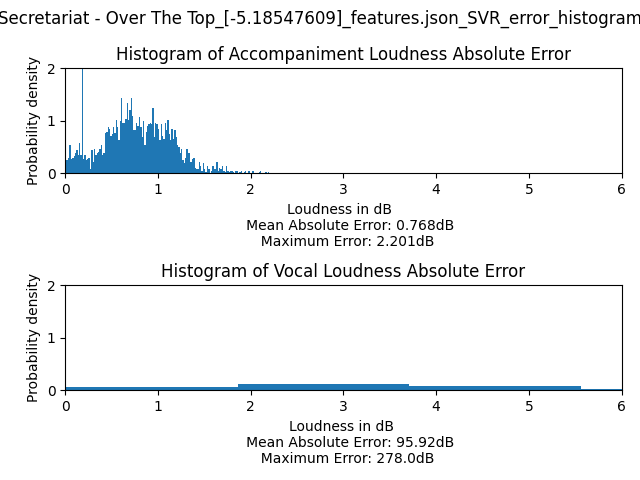 Secretariat - Over The Top_[-5.18547609]_features.json_SVR_error_histogram
Histogram of Accompaniment Loudness Absolute Error
Probability density
2
1
0
0 1 2 3 4 5 6
Loudness in dB
Mean Absolute Error: 0.768dB
Maximum Error: 2.201dB
Histogram of Vocal Loudness Absolute Error
Probability density
2
1
0
0 1 2 3 4 5 6
Loudness in dB
Mean Absolute Error: 95.92dB
Maximum Error: 278.0dB